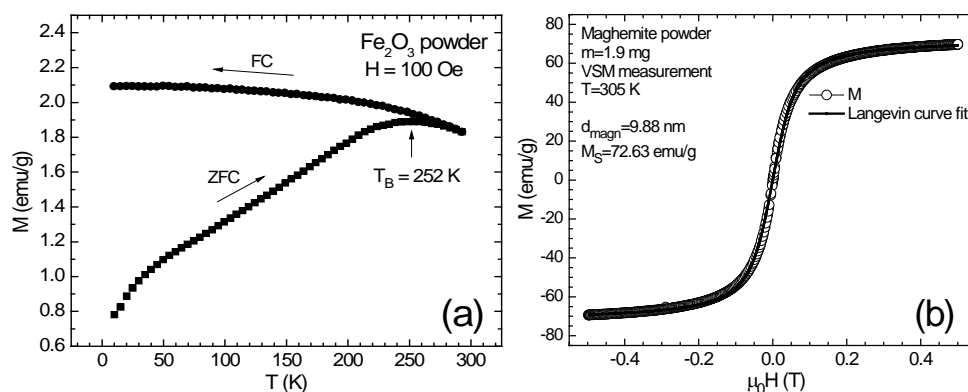 Fe2O3 powder
H = 100 Oe
FC
ZFC
TB = 252 K
(a)
M (emu/g)
2.4
2.2
2.0
1.8
1.6
1.4
1.2
1.0
0.8
0.6
0 50 100 150 200 250 300
T (K)
Maghemite powder
m=1.9 mg
VSM measurement
T=305 K
dmagn=9.88 nm
MS=72.63 emu/g
M
Langevin curve fit
(b)
M (emu/g)
80
60
40
20
0
-20
-40
-60
-80
-0.4 -0.2 0.0 0.2 0.4
μ0H (T)